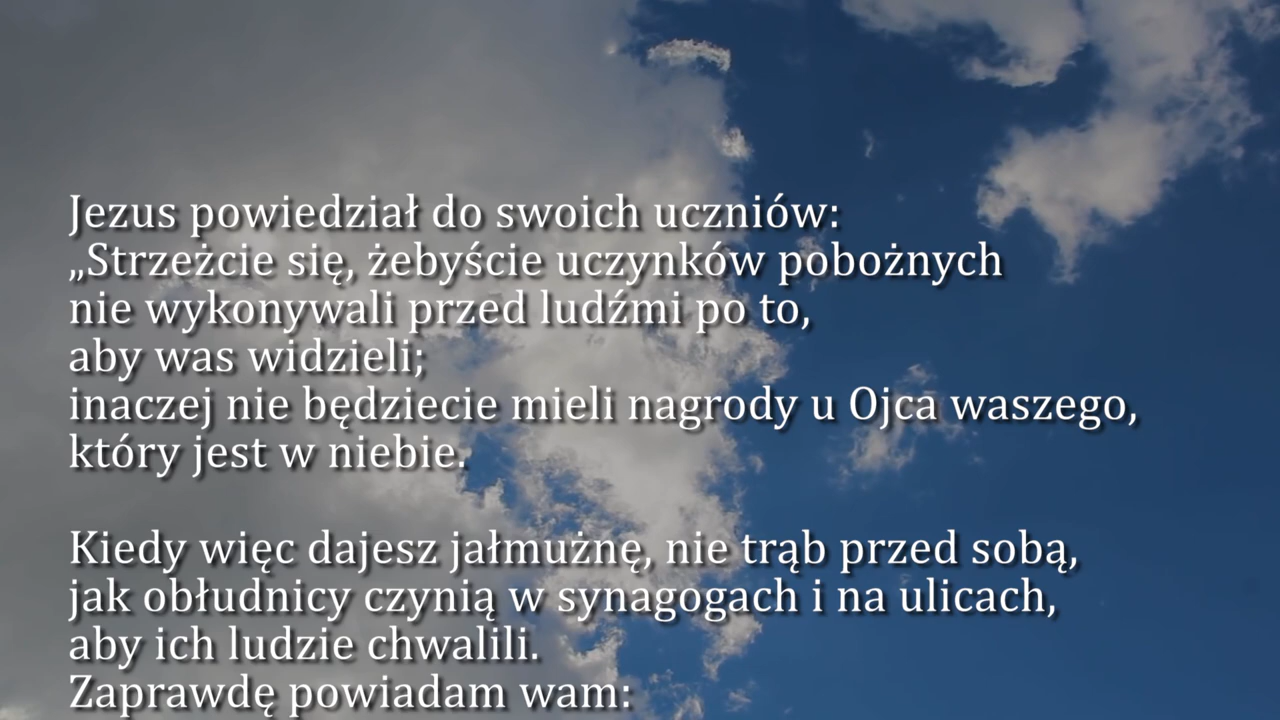 Jezus powiedział do swoich uczniów:
„Strzeżcie się, żebyście uczynków pobożnych
nie wykonywali przed ludźmi po to,
aby was widzieli;
inaczej nie będziecie mieli nagrody u Ojca waszego,
który jest w niebie.
Kiedy więc dajesz jałmużnę, nie trąb przed sobą,
jak obłudnicy czynią w synagogach i na ulicach,
aby ich ludzie chwalili.
Zaprawdę powiadam wam: